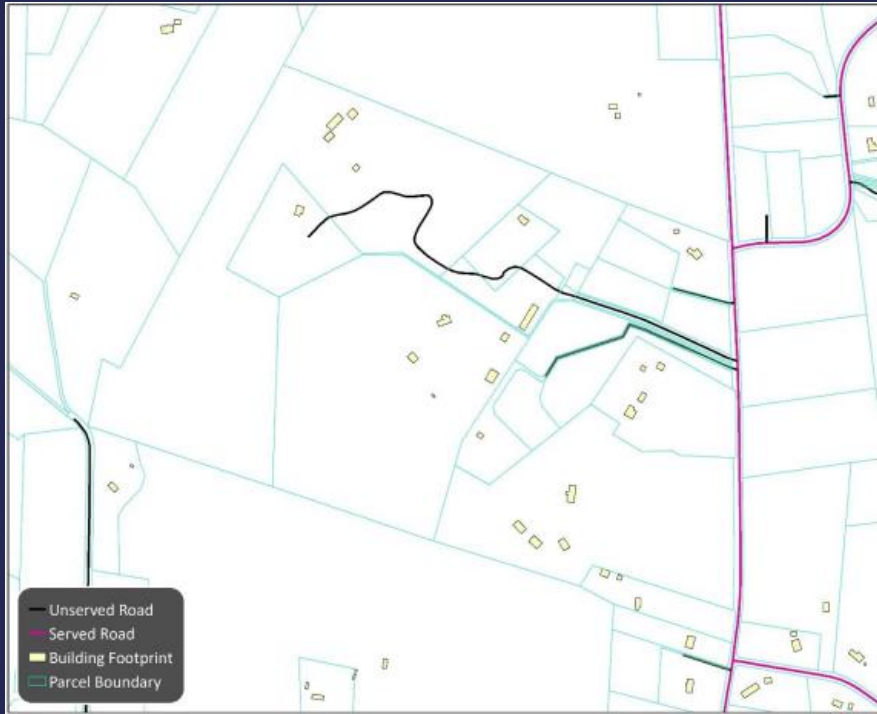 Unserved Road
Served Road
Building Footprint
Parcel Boundary